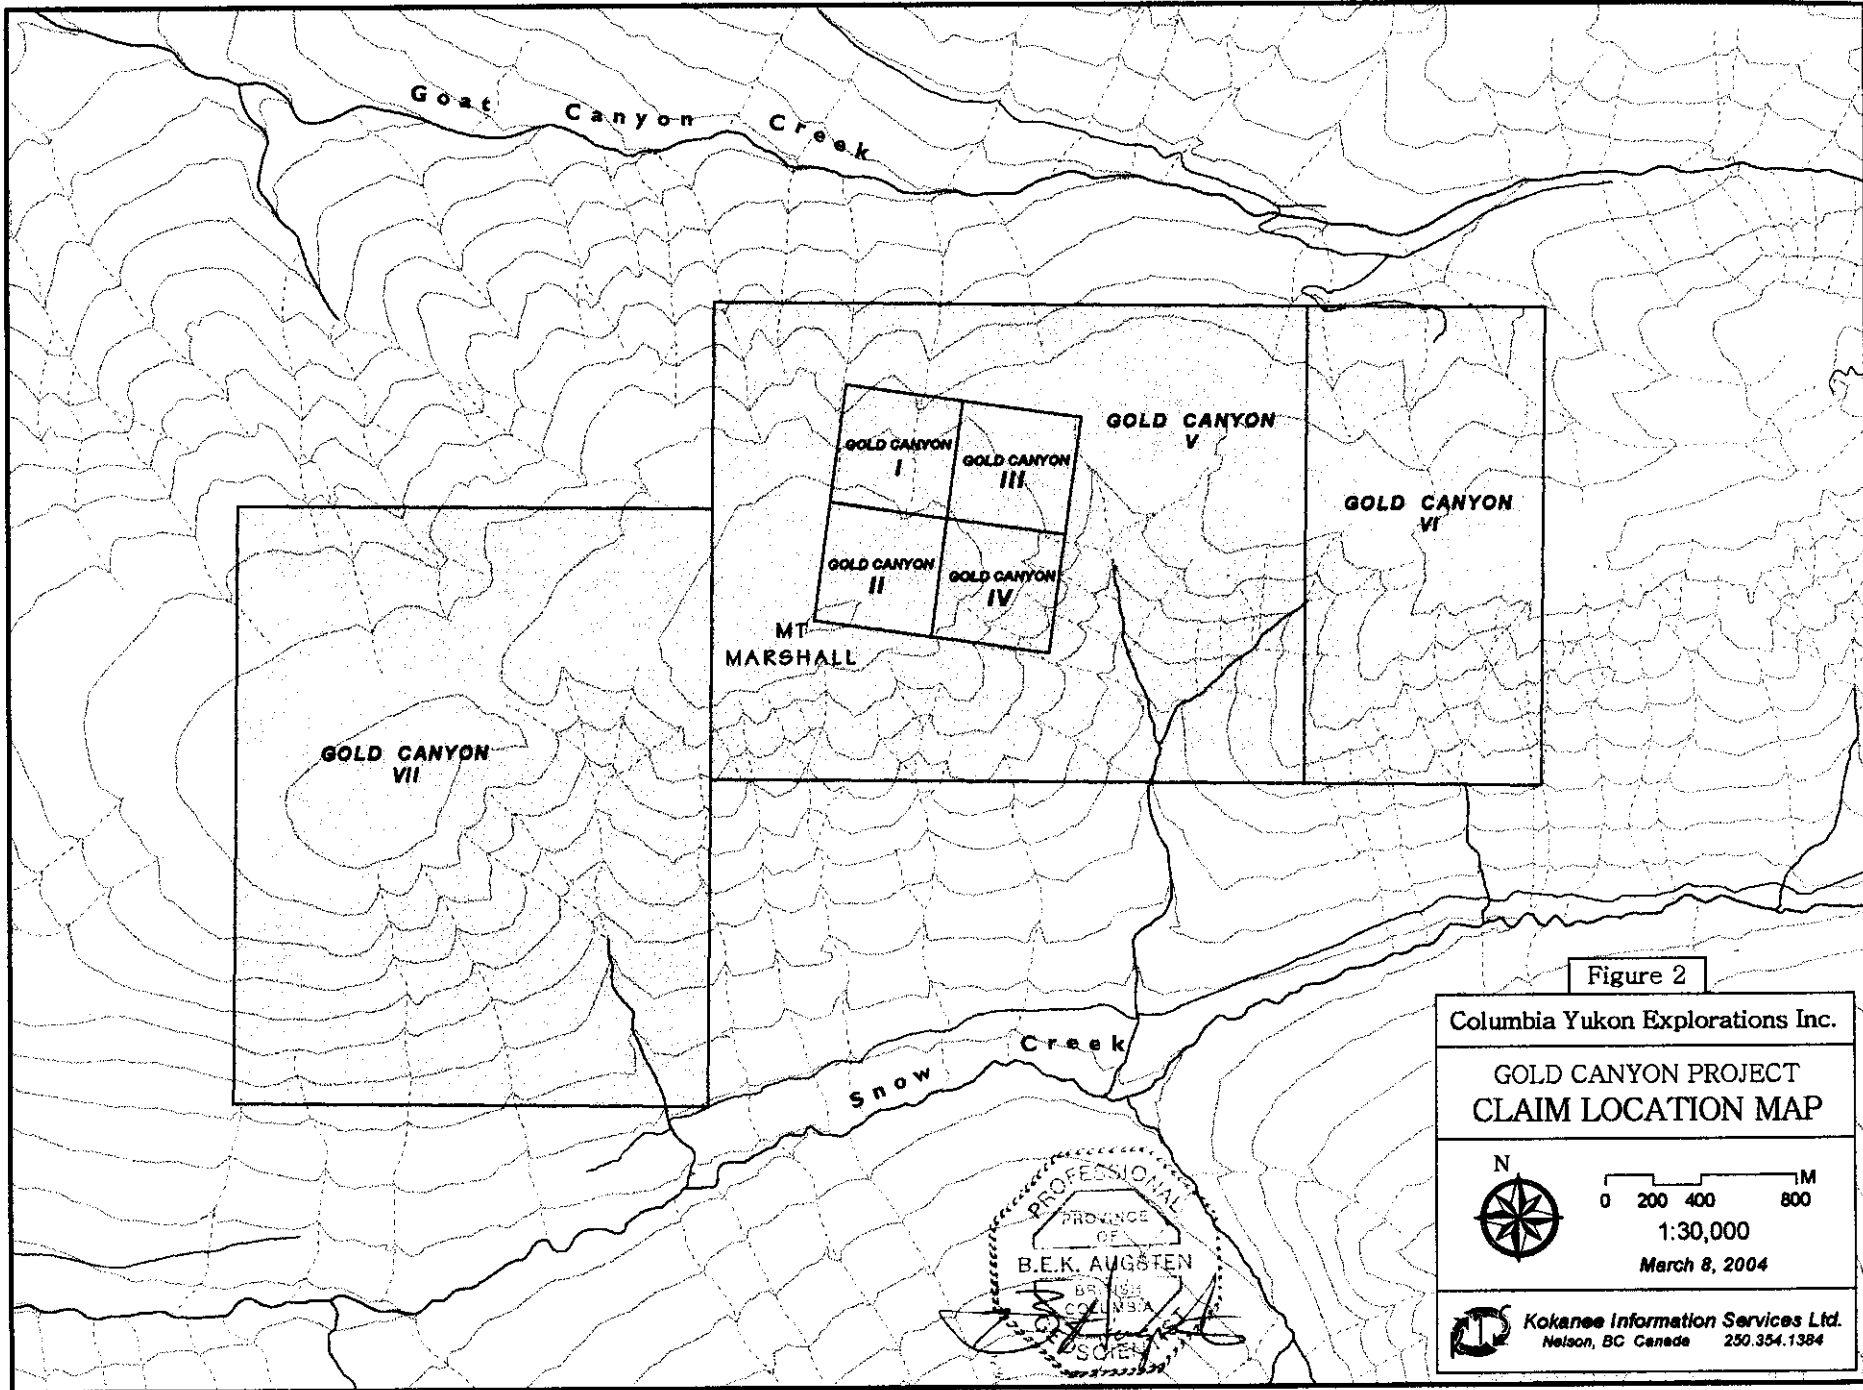 Goat Canyon Creek
GOLD CANYON
I
GOLD CANYON
III
GOLD CANYON
V
GOLD CANYON
VI
GOLD CANYON
II
GOLD CANYON
IV
MT
MARSHALL
GOLD CANYON
VII
Snow Creek
Figure 2
Columbia Yukon Explorations Inc.
GOLD CANYON PROJECT
CLAIM LOCATION MAP
N
M
0 200 400 800
1:30,000
March 8, 2004
Kokanee Information Services Ltd.
Nelson, BC Canada 250.354.1384
PROFESSIONAL
PROVINCE
OF
B.E.K. AUGSTEN
BRITISH
COLUMBIA